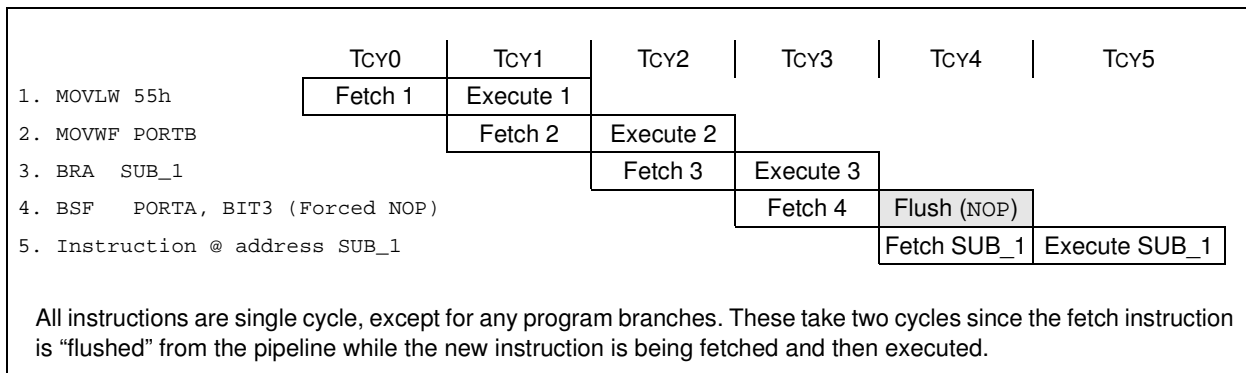 TCY0 TCY1 TCY2 TCY3 TCY4 TCY5
1. MOVLW 55h Fetch 1 Execute 1
2. MOVWF PORTB Fetch 2 Execute 2
3. BRA SUB_1 Fetch 3 Execute 3
4. BSF PORTA, BIT3 (Forced NOP) Fetch 4 Flush (NOP)
5. Instruction @ address SUB_1 Fetch SUB_1 Execute SUB_1
All instructions are single cycle, except for any program branches. These take two cycles since the fetch instruction
is “flushed” from the pipeline while the new instruction is being fetched and then executed.